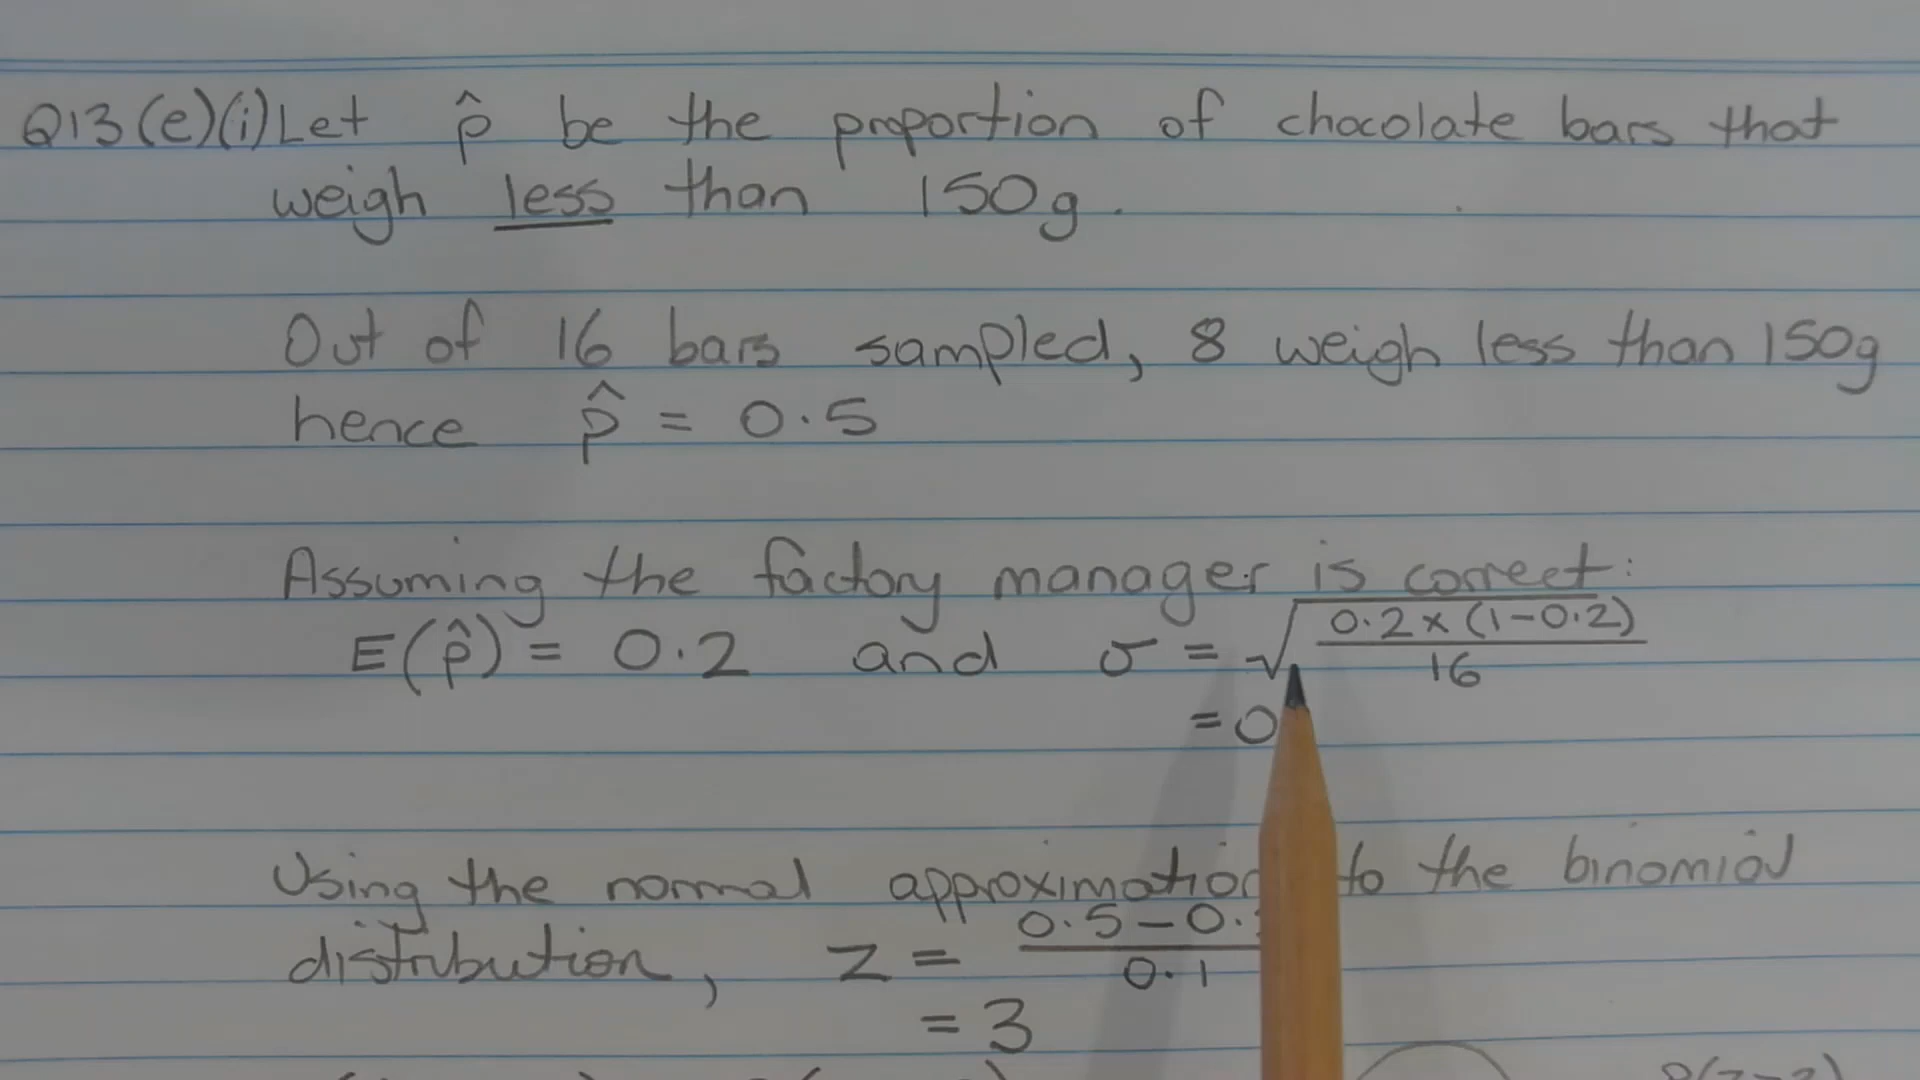 Q13(e)(i) Let p̂ be the proportion of chocolate bars that
weigh less than 150g.
Out of 16 bars sampled, 8 weigh less than 150g
hence p̂ = 0.5
Assuming the factory manager is correct:
E(p̂) = 0.2 and σ = √(0.2×(1-0.2)/16)
= 0
Using the normal approximation to the binomial
distribution, z = 0.5-0. / 0.1
= 3